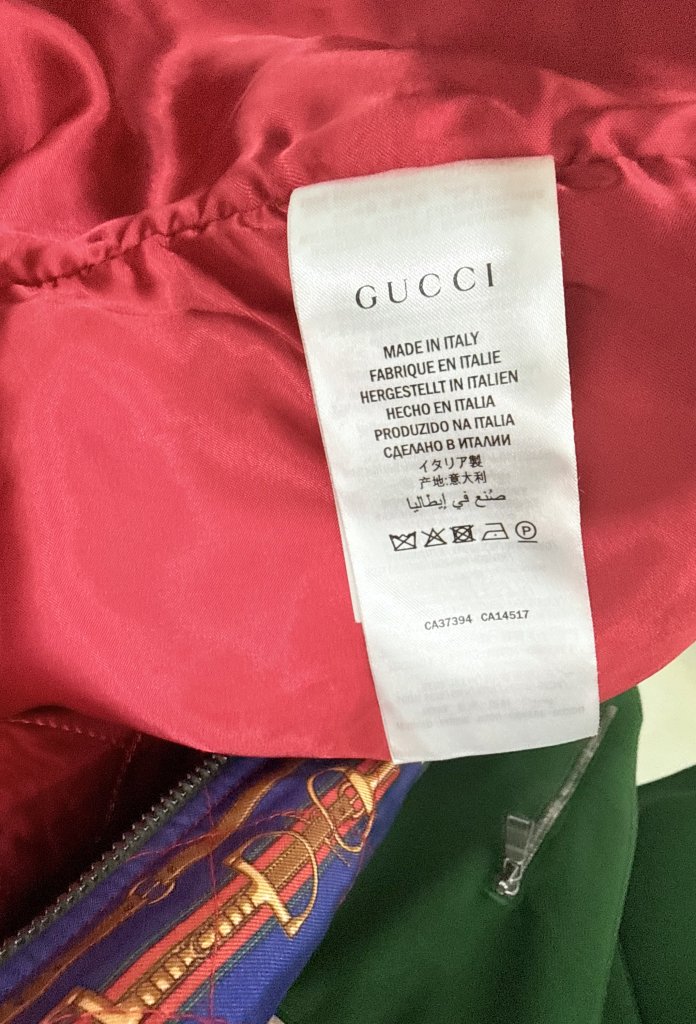 GUCCI
MADE IN ITALY
FABRIQUE EN ITALIE
HERGESTELLT IN ITALIEN
HECHO EN ITALIA
PRODUZIDO NA ITALIA
СДЕЛАНО В ИТАЛИИ
イタリア製
产地:意大利
صُنع في إيطاليا
CA37394 CA14517